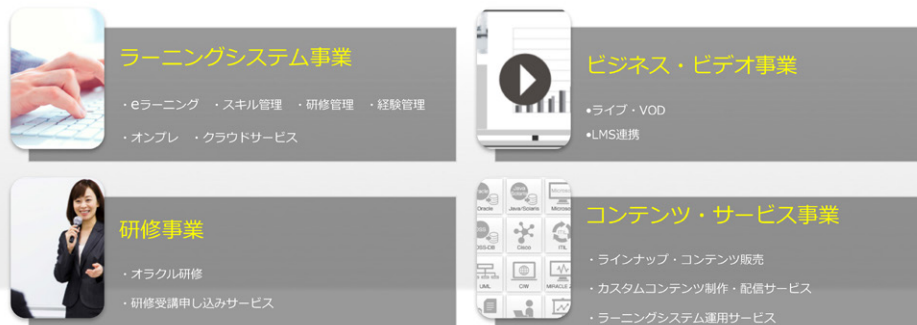 ラーニングシステム事業
・eラーニング ・スキル管理 ・研修管理 ・経験管理
・オンプレ ・クラウドサービス
ビジネス・ビデオ事業
•ライブ・VOD
•LMS連携
研修事業
・オラクル研修
・研修受講申し込みサービス
コンテンツ・サービス事業
・ラインナップ・コンテンツ販売
・カスタムコンテンツ制作・配信サービス
・ラーニングシステム運用サービス
Oracle
Java/Solaris
Cisco
ITIL
UML